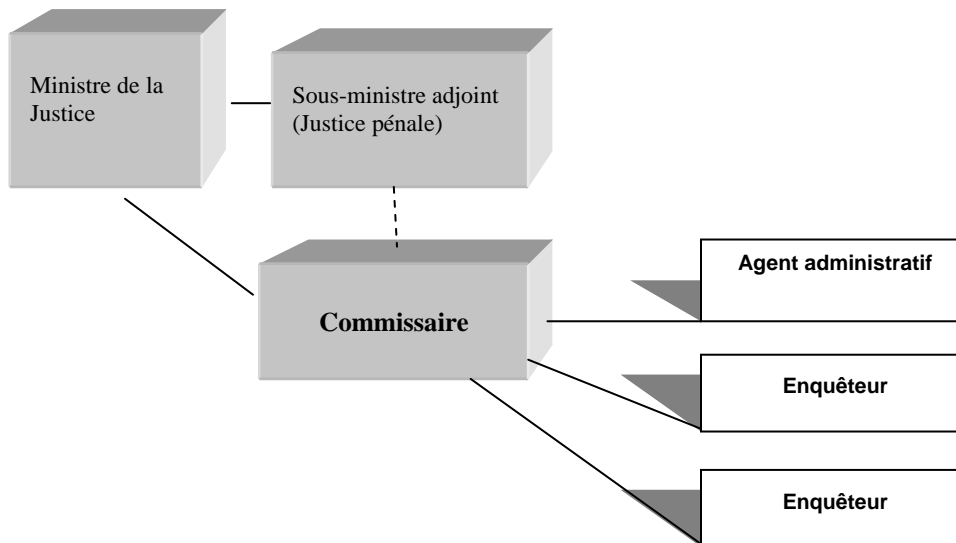 Ministre de la
Justice
Sous-ministre adjoint
(Justice pénale)
Commissaire
Agent administratif
Enquêteur
Enquêteur